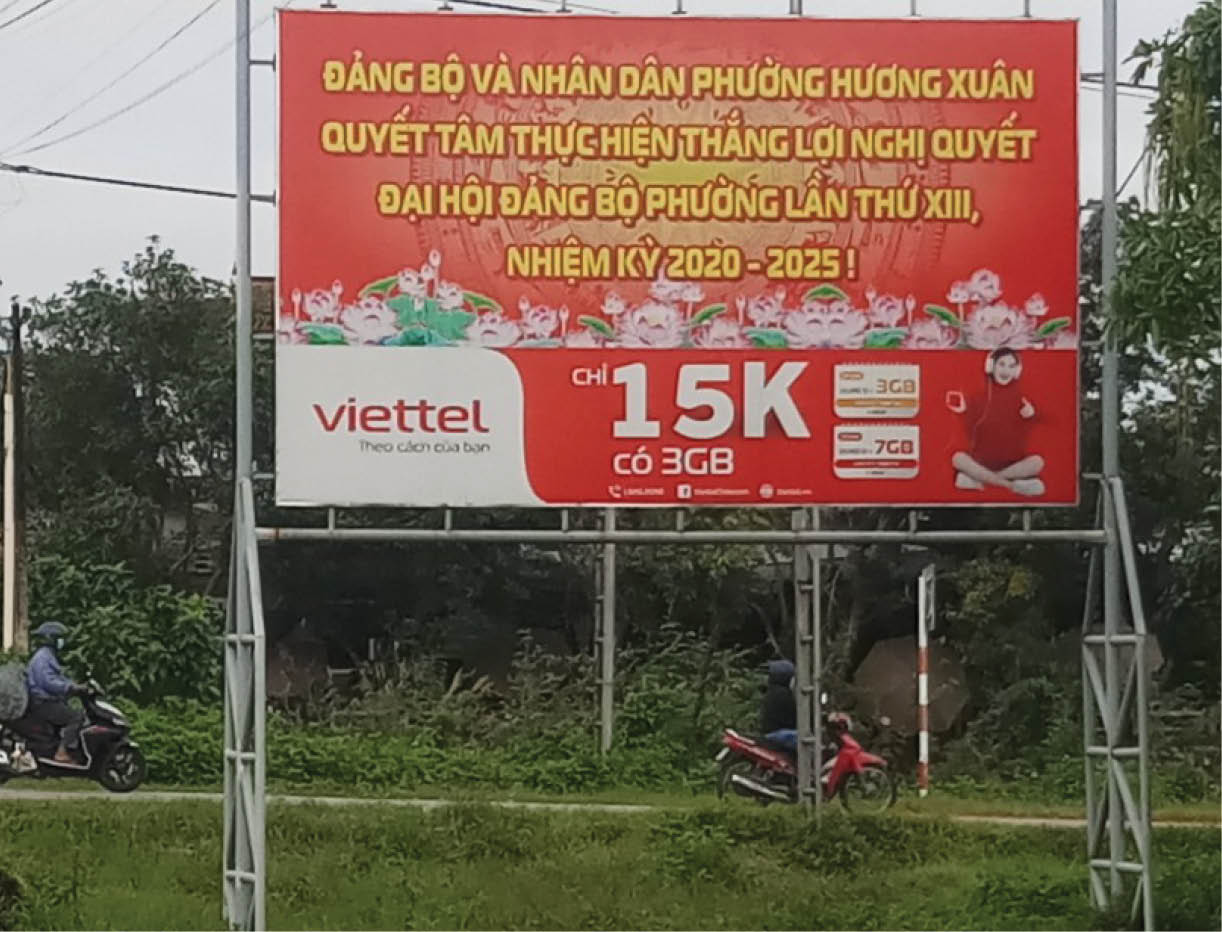 ĐẢNG BỘ VÀ NHÂN DÂN PHƯỜNG HƯƠNG XUÂN
QUYẾT TÂM THỰC HIỆN THẮNG LỢI NGHỊ QUYẾT
ĐẠI HỘI ĐẢNG BỘ PHƯỜNG LẦN THỨ XIII,
NHIỆM KỲ 2020 - 2025 !
viettel
Theo cách của bạn
CHỈ 15K
CÓ 3GB
3GB
7GB